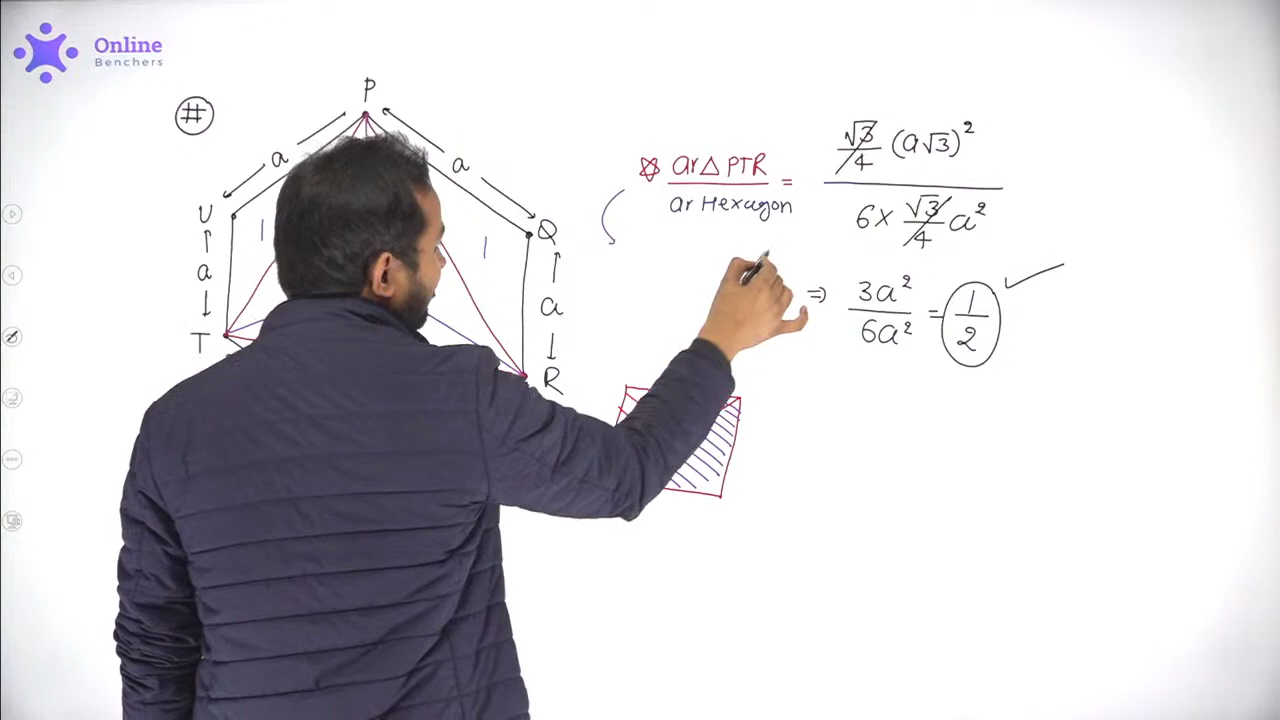 Online
Benchers
#
P
a
a
U
Q
1
1
a
a
T
R
ar△ PTR / ar Hexagon = √3/4 (a√3)² / 6 × √3/4 a²
⇒ 3a² / 6a² = 1/2